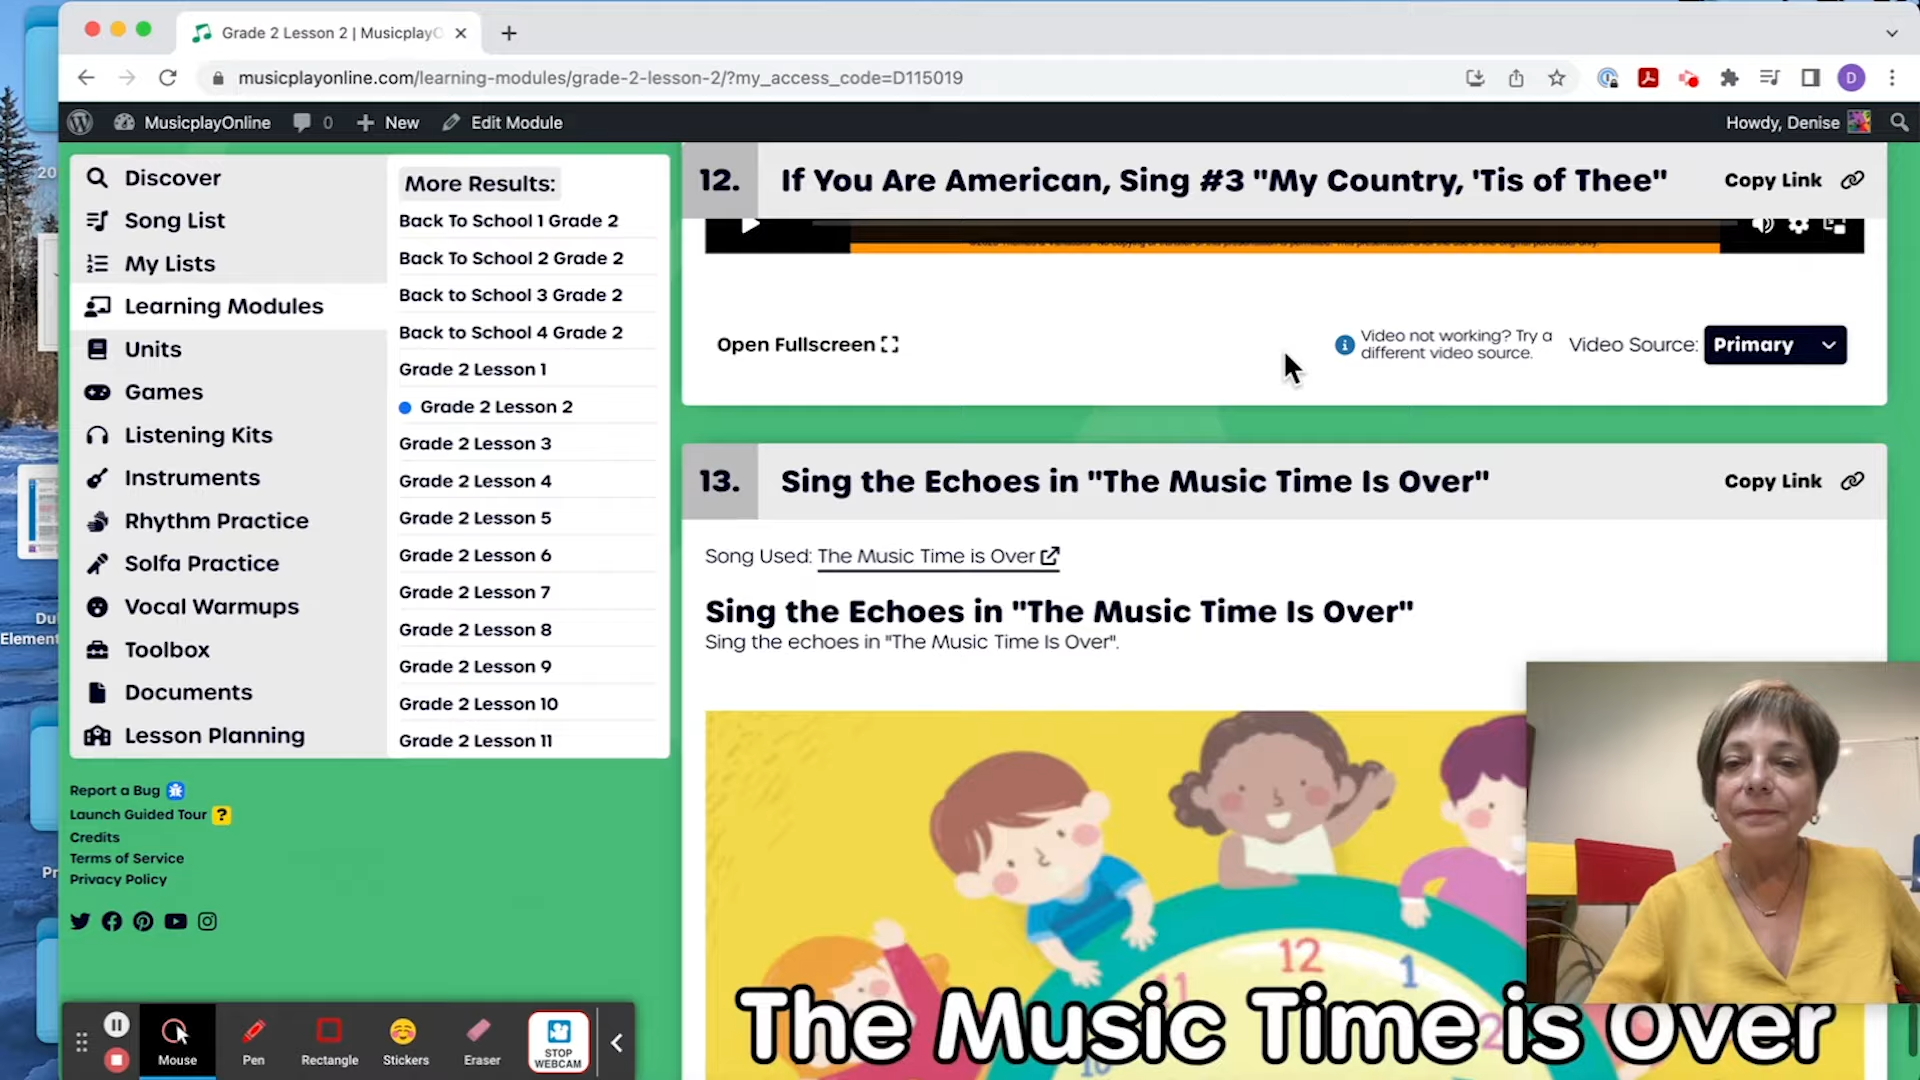 Grade 2 Lesson 2 | MusicplayO
musicplayonline.com/learning-modules/grade-2-lesson-2/?my_access_code=D115019
D
MusicplayOnline
0
New
Edit Module
Howdy, Denise
Discover
Song List
My Lists
Learning Modules
Units
Games
Listening Kits
Instruments
Rhythm Practice
Solfa Practice
Vocal Warmups
Toolbox
Documents
Lesson Planning
More Results:
Back To School 1 Grade 2
Back To School 2 Grade 2
Back to School 3 Grade 2
Back to School 4 Grade 2
Grade 2 Lesson 1
Grade 2 Lesson 2
Grade 2 Lesson 3
Grade 2 Lesson 4
Grade 2 Lesson 5
Grade 2 Lesson 6
Grade 2 Lesson 7
Grade 2 Lesson 8
Grade 2 Lesson 9
Grade 2 Lesson 10
Grade 2 Lesson 11
Report a Bug
Launch Guided Tour ?
Credits
Terms of Service
Privacy Policy
12. If You Are American, Sing #3 "My Country, 'Tis of Thee"
Copy Link
Open Fullscreen
Video not working? Try a
different video source.
Video Source: Primary
13. Sing the Echoes in "The Music Time Is Over"
Copy Link
Song Used: The Music Time is Over
Sing the Echoes in "The Music Time Is Over"
Sing the echoes in "The Music Time Is Over".
11 12 1
2
10
The Music Time is Over
20
Du
Element
Pr
Mouse
Pen
Rectangle
Stickers
Eraser
STOP
WEBCAM